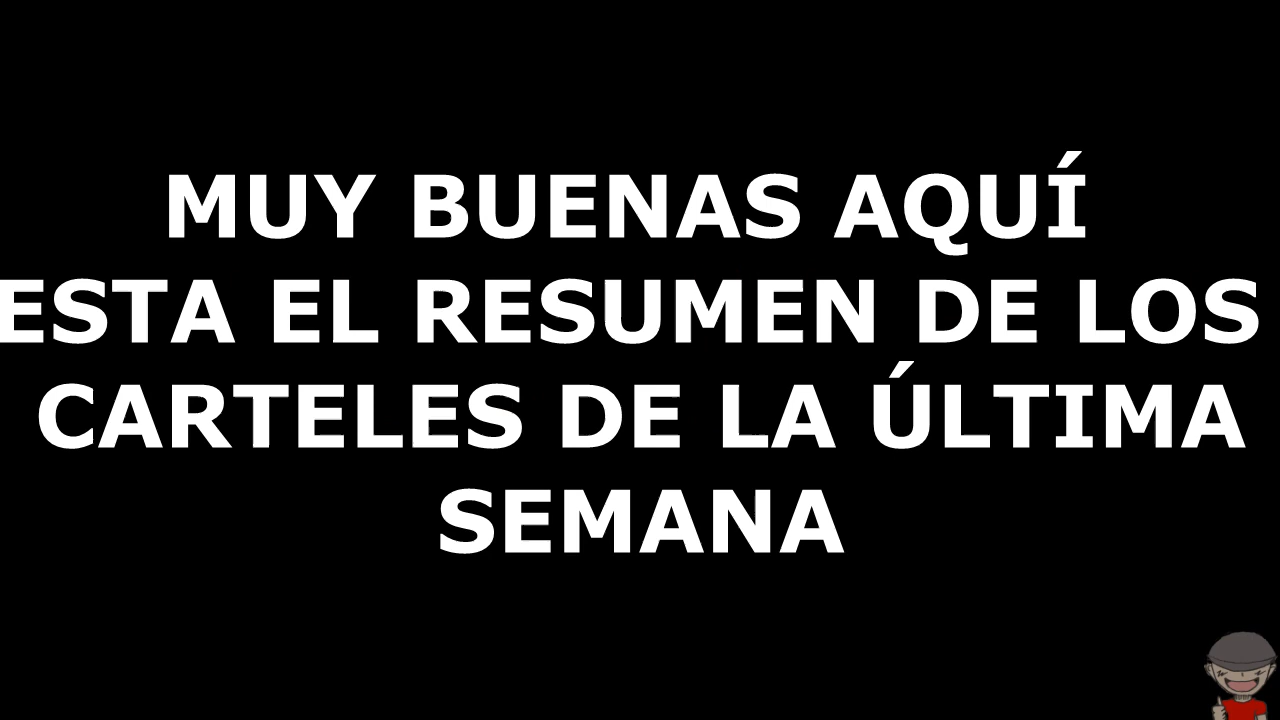 MUY BUENAS AQUÍ
ESTA EL RESUMEN DE LOS
CARTELES DE LA ÚLTIMA
SEMANA